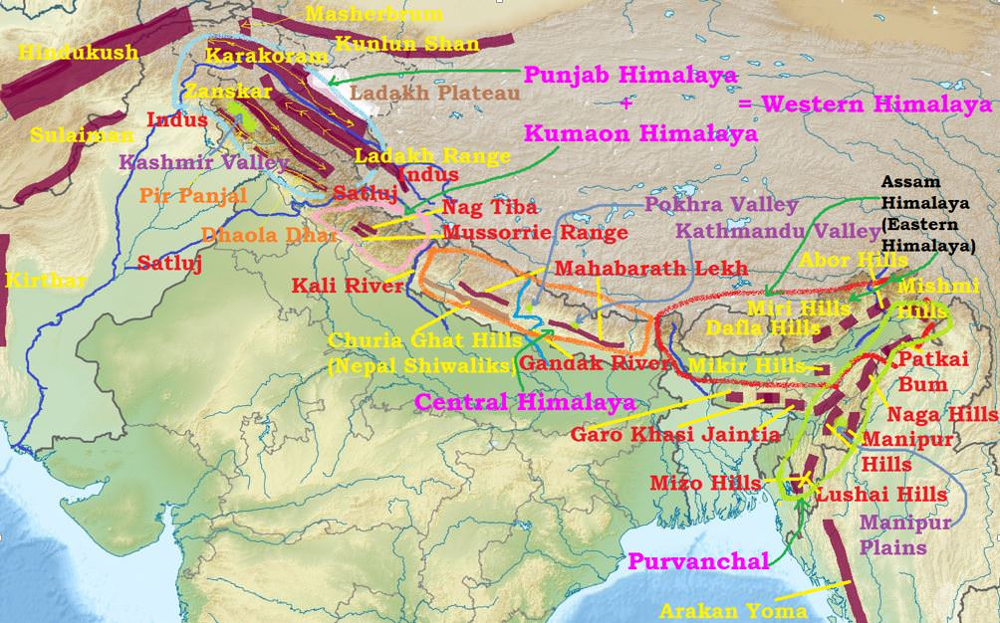 Masherbrum
Hindukush
Kunlun Shan
Karakoram
Punjab Himalaya
Zanskar
Ladakh Plateau
+
= Western Himalaya
Indus
Sulaiman
Kumaon Himalaya
Kashmir Valley
Ladakh Range
Indus
Pir Panjal
Satluj
Nag Tiba
Pokhra Valley
Assam
Himalaya
(Eastern
Himalaya)
Dhaola Dhar
Mussorrie Range
Kathmandu Valley
Satluj
Kirthar
Kali River
Mahabarath Lekh
Abor Hills
Mishmi
Hills
Miri Hills
Dafla Hills
Churia Ghat Hills
(Nepal Shiwaliks)
Gandak River
Mikir Hills
Patkai
Bum
Central Himalaya
Naga Hills
Garo Khasi Jaintia
Manipur
Hills
Mizo Hills
Lushai Hills
Manipur
Plains
Purvanchal
Arakan Yoma